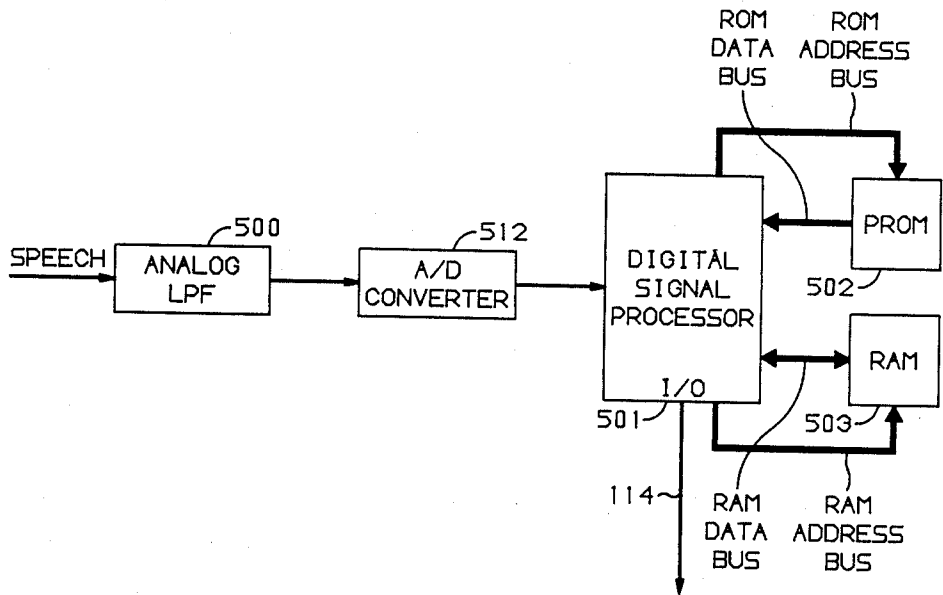 ROM
DATA
BUS
ROM
ADDRESS
BUS
SPEECH
500
ANALOG
LPF
512
A/D
CONVERTER
DIGITAL
SIGNAL
PROCESSOR
I/O
501
PROM
502
RAM
503
114
RAM
DATA
BUS
RAM
ADDRESS
BUS